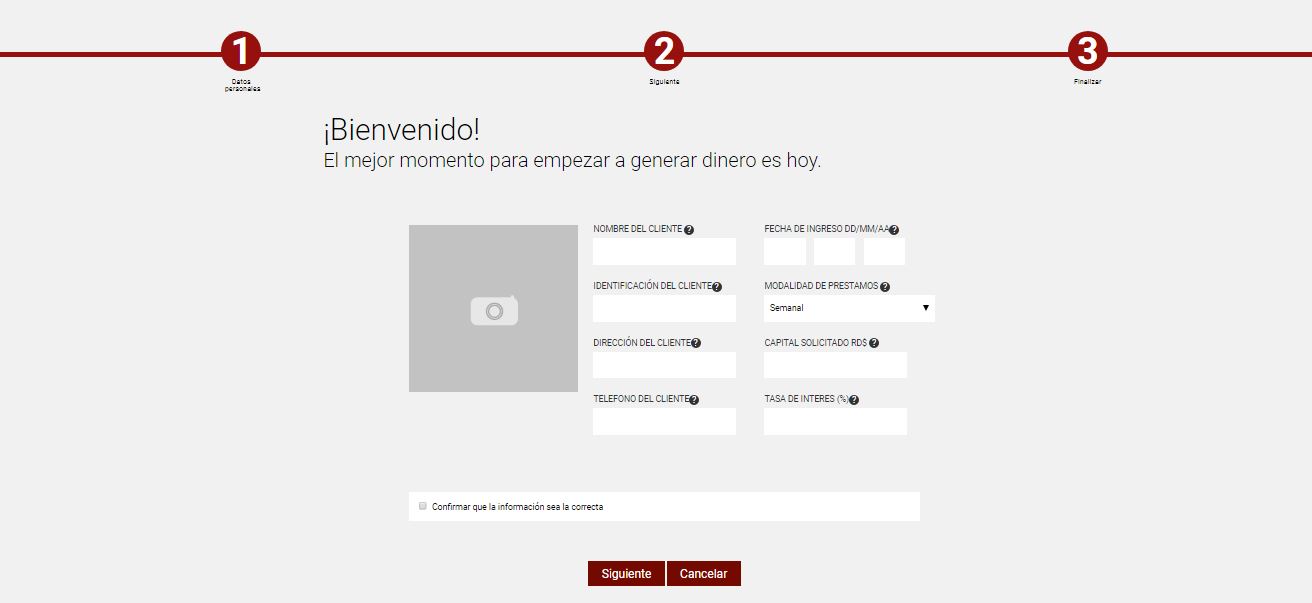 1
2
3
Datos
personales
Siguiente
Finalizar
¡Bienvenido!
El mejor momento para empezar a generar dinero es hoy.
NOMBRE DEL CLIENTE ?
FECHA DE INGRESO DD/MM/AA?
IDENTIFICACIÓN DEL CLIENTE?
MODALIDAD DE PRESTAMOS ?
Semanal
DIRECCIÓN DEL CLIENTE?
CAPITAL SOLICITADO RD$ ?
TELEFONO DEL CLIENTE?
TASA DE INTERES (%)?
Confirmar que la información sea la correcta
Siguiente
Cancelar